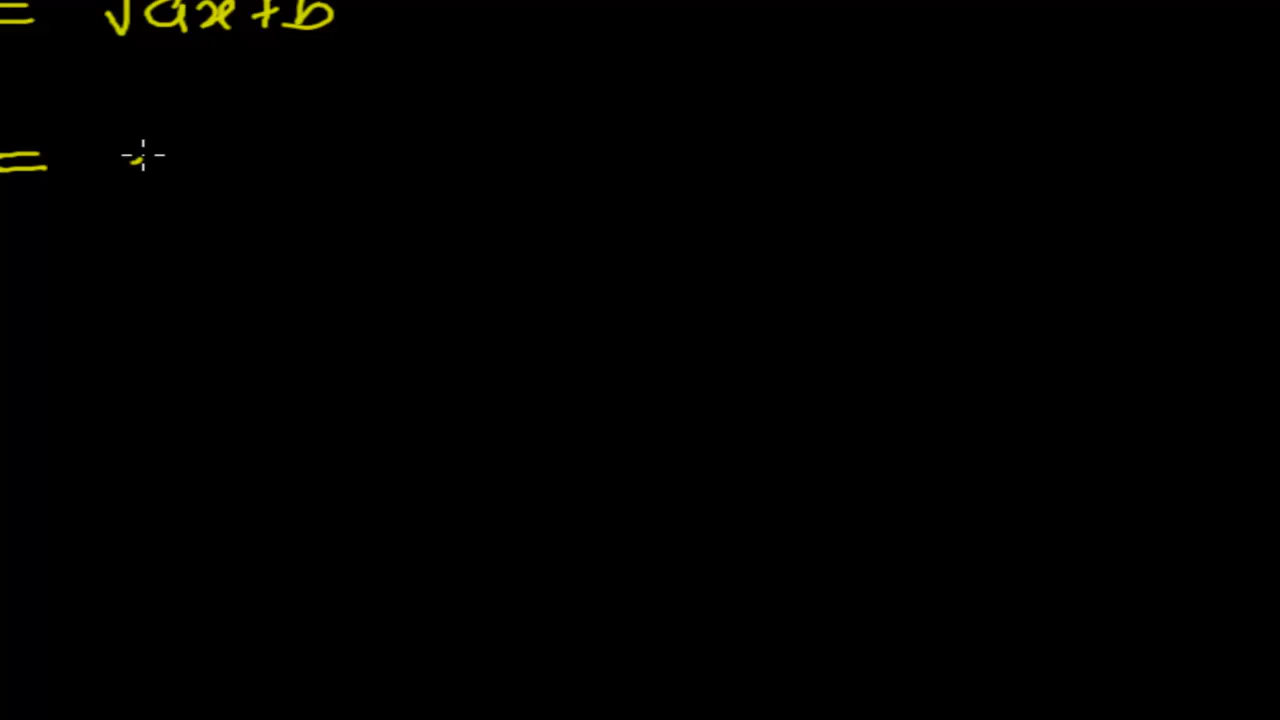 = √ax+b
=